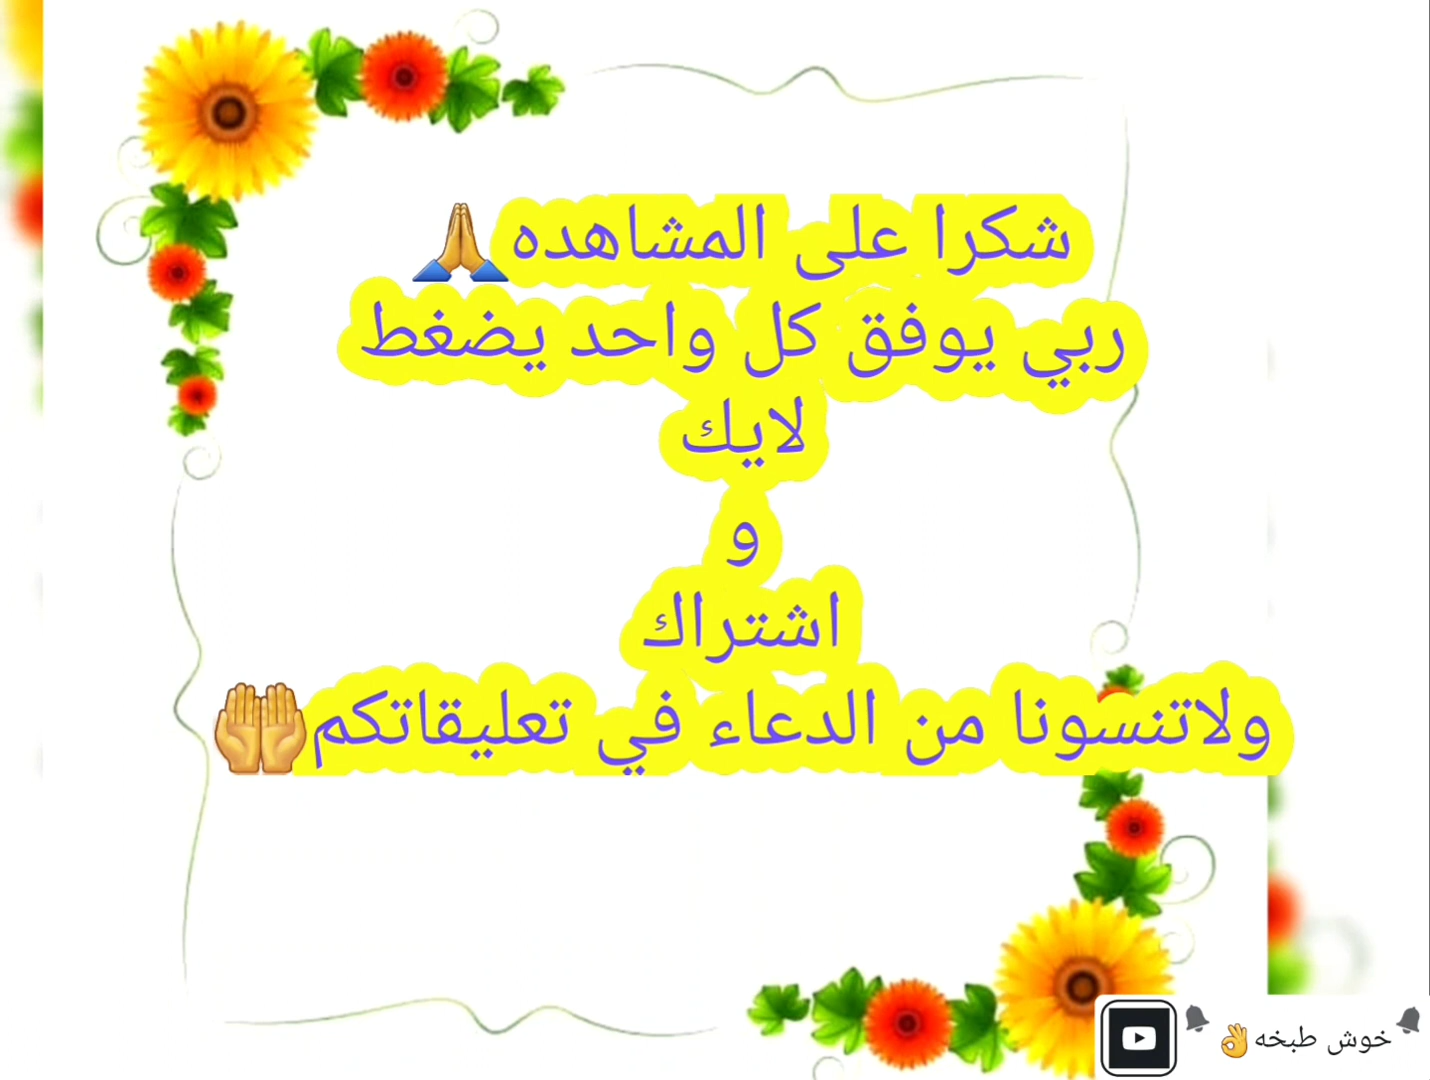 شكرا على المشاهده🙏
ربي يوفق كل واحد يضغط
لايك
و
اشتراك
ولاتنسونا من الدعاء في تعليقاتكم🤲
🔔خوش طبخه👌🔔